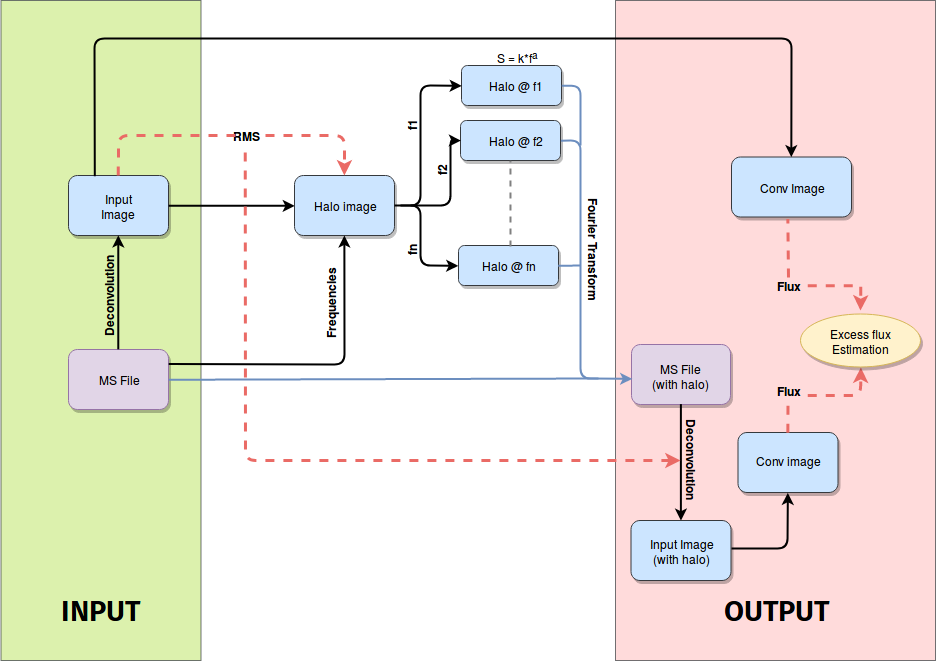 S = k*fᵃ
Halo @ f1
f1
RMS
Halo @ f2
f2
Conv Image
Input
Image
Halo image
Fourier Transform
fn
Halo @ fn
Deconvolution
Frequencies
Flux
Excess flux
Estimation
MS File
MS File
(with halo)
Flux
Deconvolution
Conv image
Input Image
(with halo)
INPUT
OUTPUT